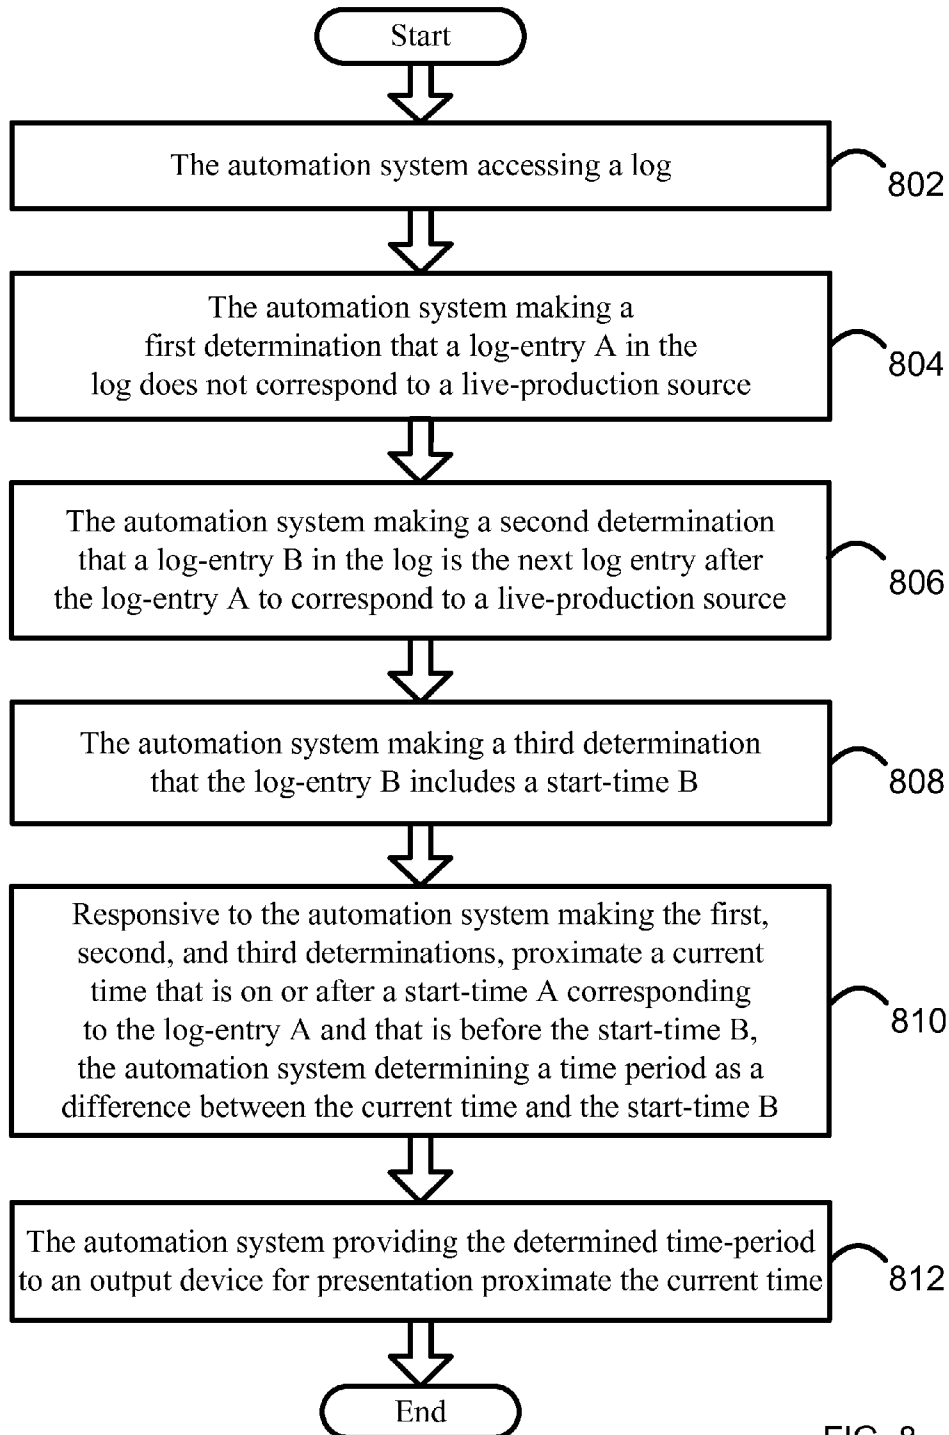 Start
The automation system accessing a log
802
The automation system making a
first determination that a log-entry A in the
log does not correspond to a live-production source
804
The automation system making a second determination
that a log-entry B in the log is the next log entry after
the log-entry A to correspond to a live-production source
806
The automation system making a third determination
that the log-entry B includes a start-time B
808
Responsive to the automation system making the first,
second, and third determinations, proximate a current
time that is on or after a start-time A corresponding
to the log-entry A and that is before the start-time B,
the automation system determining a time period as a
difference between the current time and the start-time B
810
The automation system providing the determined time-period
to an output device for presentation proximate the current time
812
End
FIG. 8